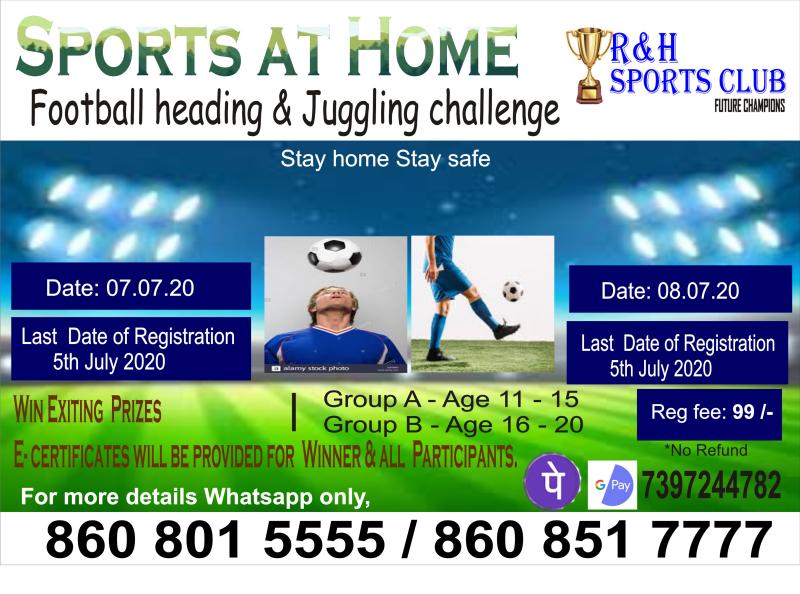 SPORTS AT HOME
Football heading & Juggling challenge
R&H
SPORTS CLUB
FUTURE CHAMPIONS
Stay home Stay safe
Date: 07.07.20
Last Date of Registration
5th July 2020
alamy stock photo
Date: 08.07.20
Last Date of Registration
5th July 2020
WIN EXITING PRIZES
Group A - Age 11 - 15
Group B - Age 16 - 20
Reg fee: 99 /-
*No Refund
E- CERTIFICATES WILL BE PROVIDED FOR WINNER & ALL PARTICIPANTS.
पे
G Pay
7397244782
For more details Whatsapp only,
860 801 5555 / 860 851 7777